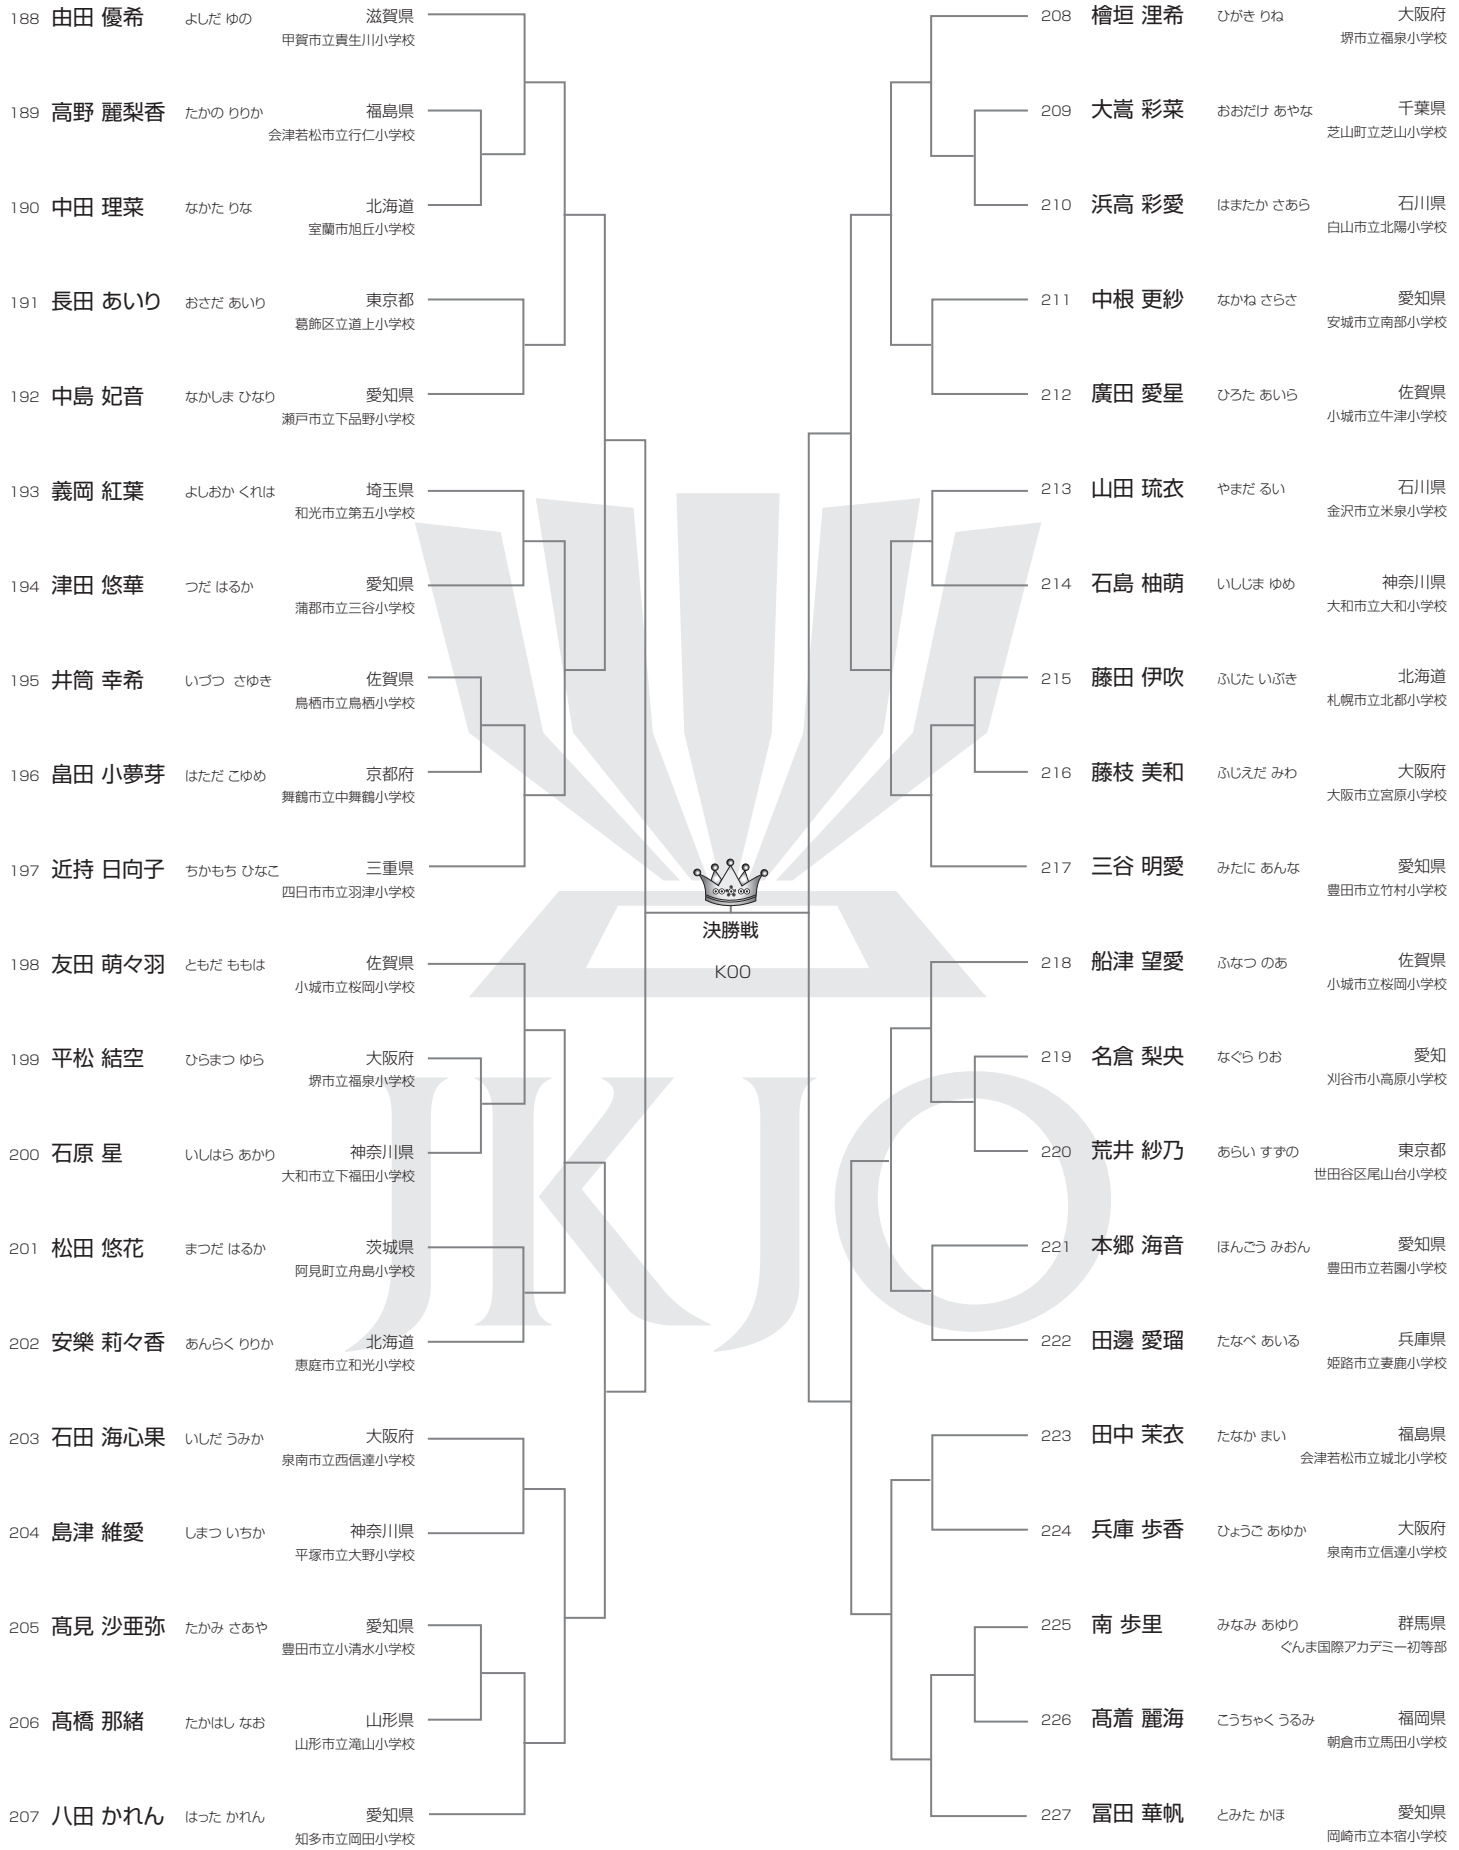 188 由田 優希 よしだ ゆの 滋賀県
甲賀市立貴生川小学校
189 高野 麗梨香 たかの りりか 福島県
会津若松市立行仁小学校
190 中田 理菜 なかた りな 北海道
室蘭市旭丘小学校
191 長田 あいり おさだ あいり 東京都
葛飾区立道上小学校
192 中島 妃音 なかしま ひなり 愛知県
瀬戸市立下品野小学校
193 義岡 紅葉 よしおか くれは 埼玉県
和光市立第五小学校
194 津田 悠華 つだ はるか 愛知県
蒲郡市立三谷小学校
195 井筒 幸希 いづつ さゆき 佐賀県
鳥栖市立鳥栖小学校
196 畠田 小夢芽 はただ こゆめ 京都府
舞鶴市立中舞鶴小学校
197 近持 日向子 ちかもち ひなこ 三重県
四日市市立羽津小学校
198 友田 萌々羽 ともだ ももは 佐賀県
小城市立桜岡小学校
199 平松 結空 ひらまつ ゆら 大阪府
堺市立福泉小学校
200 石原 星 いしはら あかり 神奈川県
大和市立下福田小学校
201 松田 悠花 まつだ はるか 茨城県
阿見町立舟島小学校
202 安樂 莉々香 あんらく りりか 北海道
恵庭市立和光小学校
203 石田 海心果 いしだ うみか 大阪府
泉南市立西信達小学校
204 島津 維愛 しまつ いちか 神奈川県
平塚市立大野小学校
205 髙見 沙亜弥 たかみ さあや 愛知県
豊田市立小清水小学校
206 髙橋 那緒 たかはし なお 山形県
山形市立滝山小学校
207 八田 かれん はった かれん 愛知県
知多市立岡田小学校
決勝戦
K00
JKJO
208 檜垣 浬希 ひがき りね 大阪府
堺市立福泉小学校
209 大嵩 彩菜 おおだけ あやな 千葉県
芝山町立芝山小学校
210 浜高 彩愛 はまたか さあら 石川県
白山市立北陽小学校
211 中根 更紗 なかね さらさ 愛知県
安城市立南部小学校
212 廣田 愛星 ひろた あいら 佐賀県
小城市立牛津小学校
213 山田 琉衣 やまだ るい 石川県
金沢市立米泉小学校
214 石島 柚萌 いしじま ゆめ 神奈川県
大和市立大和小学校
215 藤田 伊吹 ふじた いぶき 北海道
札幌市立北都小学校
216 藤枝 美和 ふじえだ みわ 大阪府
大阪市立宮原小学校
217 三谷 明愛 みたに あんな 愛知県
豊田市立竹村小学校
218 船津 望愛 ふなつ のあ 佐賀県
小城市立桜岡小学校
219 名倉 梨央 なぐら りお 愛知
刈谷市小高原小学校
220 荒井 紗乃 あらい すずの 東京都
世田谷区尾山台小学校
221 本郷 海音 ほんごう みおん 愛知県
豊田市立若園小学校
222 田邊 愛瑠 たなべ あいる 兵庫県
姫路市立妻鹿小学校
223 田中 茉衣 たなか まい 福島県
会津若松市立城北小学校
224 兵庫 歩香 ひょうご あゆか 大阪府
泉南市立信達小学校
225 南 歩里 みなみ あゆり 群馬県
ぐんま国際アカデミー初等部
226 髙着 麗海 こうちゃく うるみ 福岡県
朝倉市立馬田小学校
227 冨田 華帆 とみた かほ 愛知県
岡崎市立本宿小学校